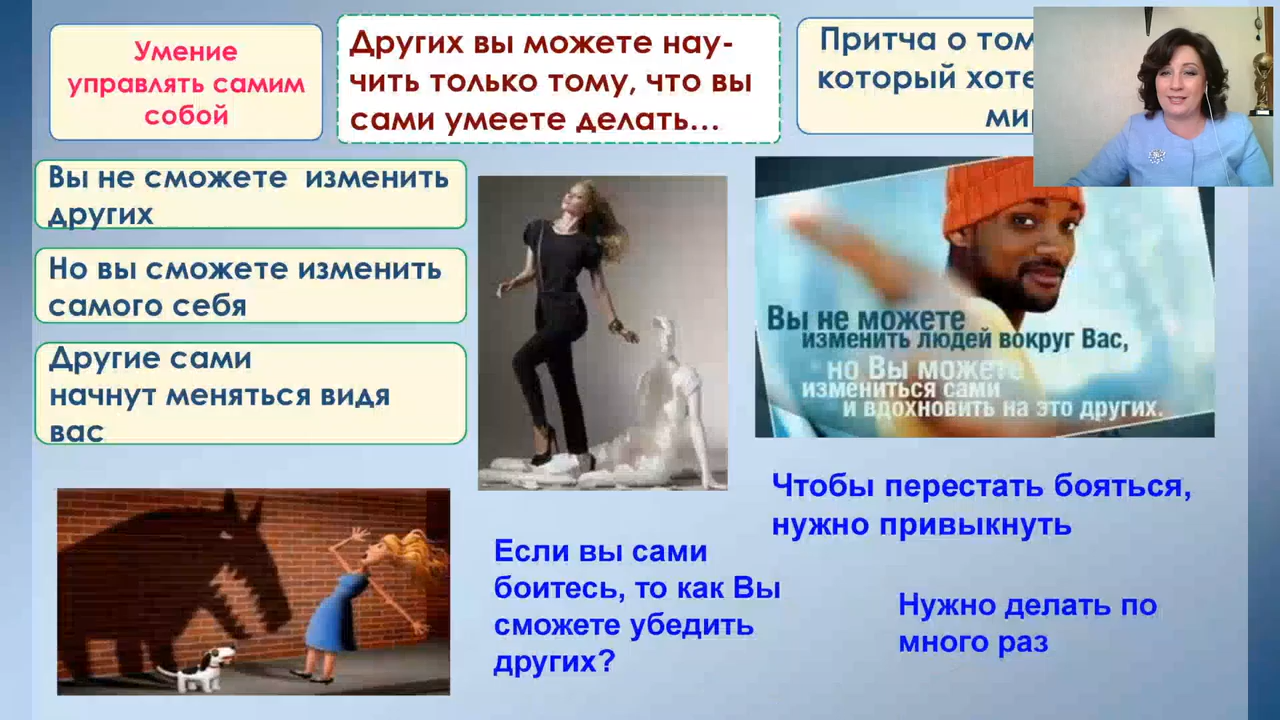 Умение
управлять самим
собой
Других вы можете нау-
чить только тому, что вы
сами умеете делать...
Притча о том
который хоте
ми
Вы не сможете изменить
других
Но вы сможете изменить
самого себя
Другие сами
начнут меняться видя
вас
Вы не можете
изменить людей вокруг Вас,
но Вы можете
измениться сами
и вдохновить на это других.
Чтобы перестать бояться,
нужно привыкнуть
Если вы сами
боитесь, то как Вы
сможете убедить
других?
Нужно делать по
много раз